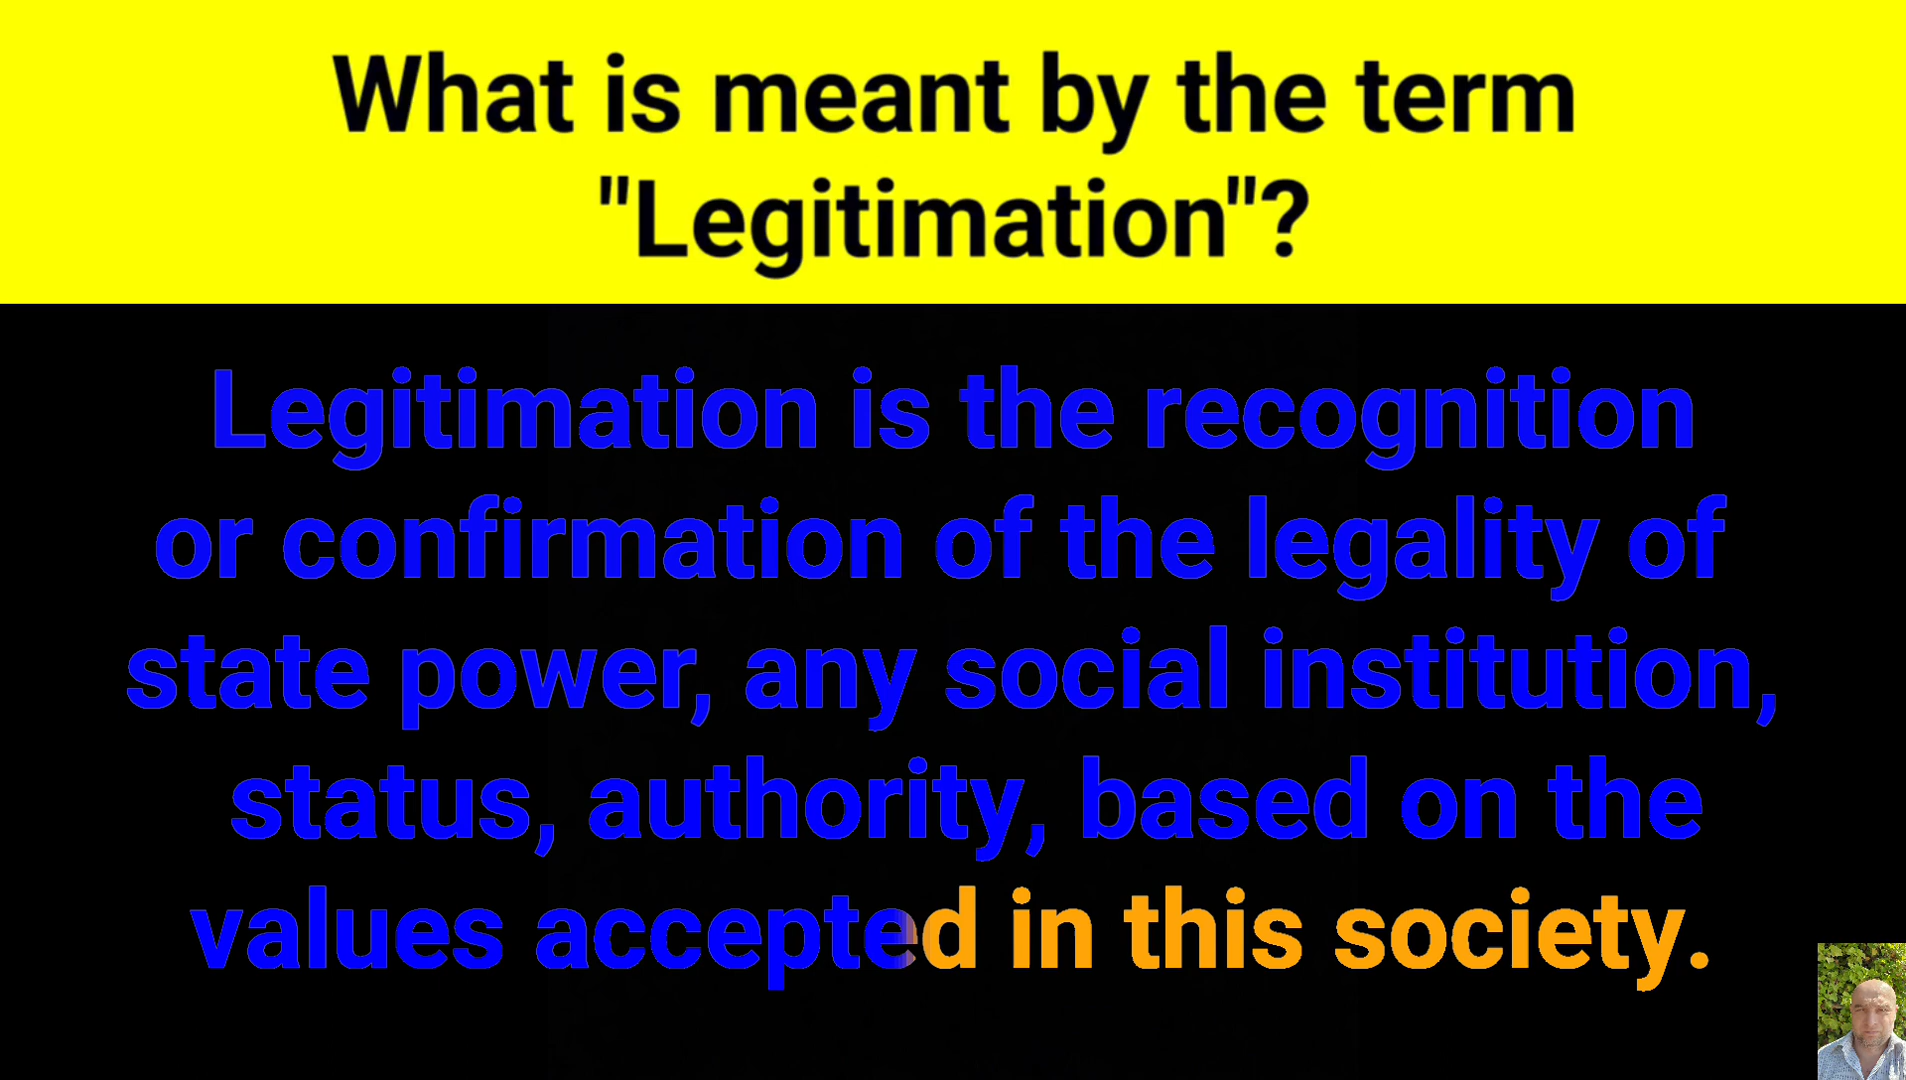 What is meant by the term
"Legitimation"?
Legitimation is the recognition
or confirmation of the legality of
state power, any social institution,
status, authority, based on the
values accepted in this society.